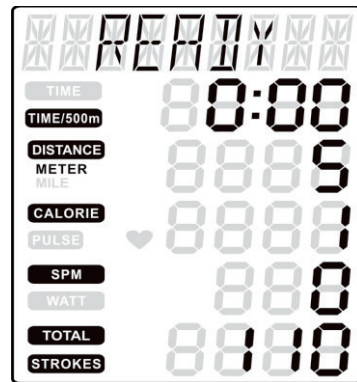 READY
TIME
TIME/500m
0:00
DISTANCE
METER
MILE
5
CALORIE
PULSE
1
SPM
WATT
0
TOTAL
STROKES
110